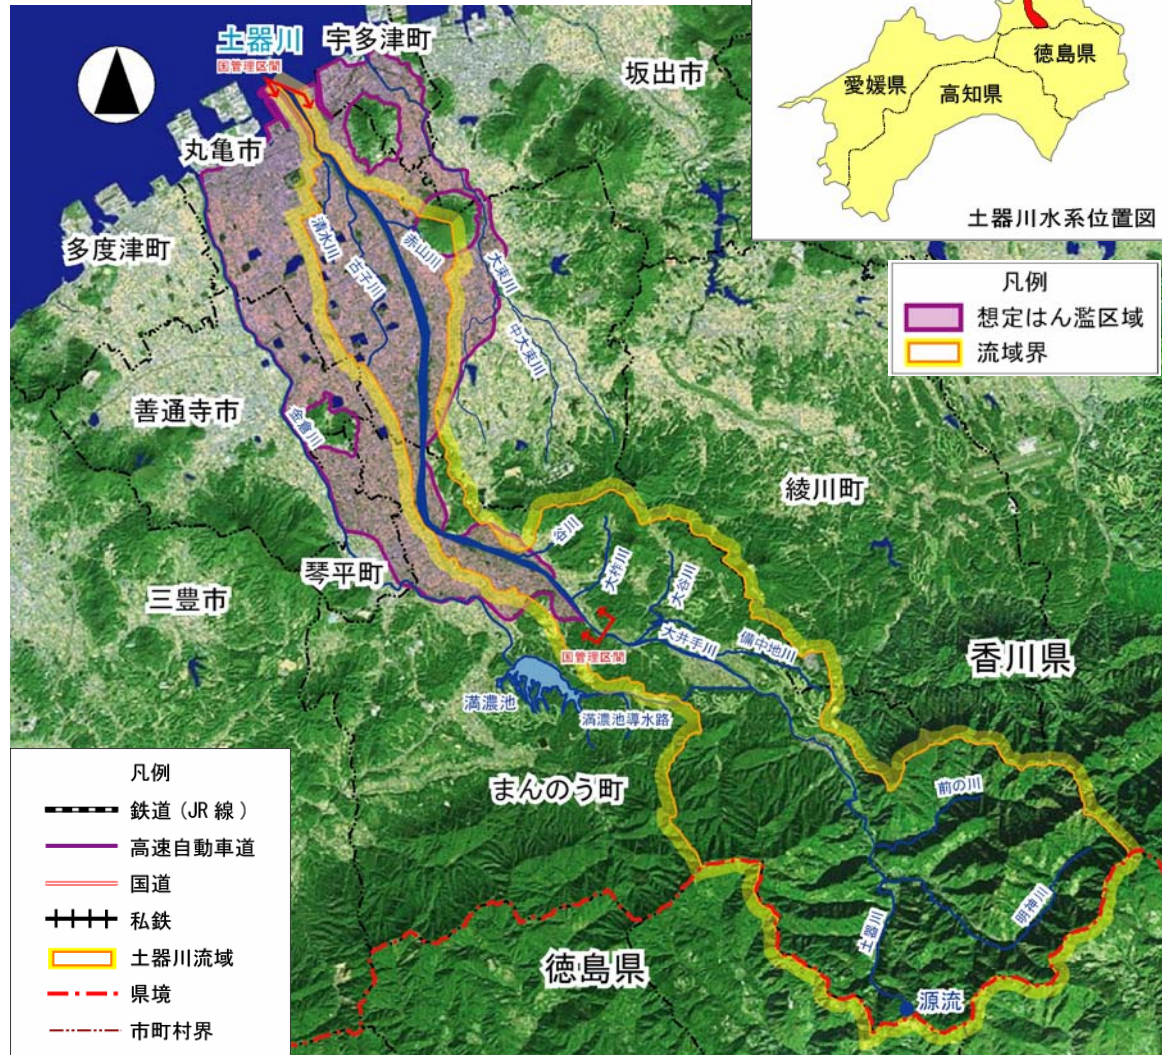 土器川
国管理区間
宇多津町
坂出市
丸亀市
多度津町
清水川
古子川
赤山川
大束川
中大束川
善通寺市
金倉川
綾川町
谷川
大柞川
大谷川
琴平町
三豊市
国管理区間
大井手川
備中地川
香川県
満濃池
満濃池導水路
まんのう町
前の川
明神川
土器川
徳島県
源流
愛媛県
高知県
徳島県
土器川水系位置図
凡例
想定はん濫区域
流域界
凡例
鉄道(JR線)
高速自動車道
国道
私鉄
土器川流域
県境
市町村界